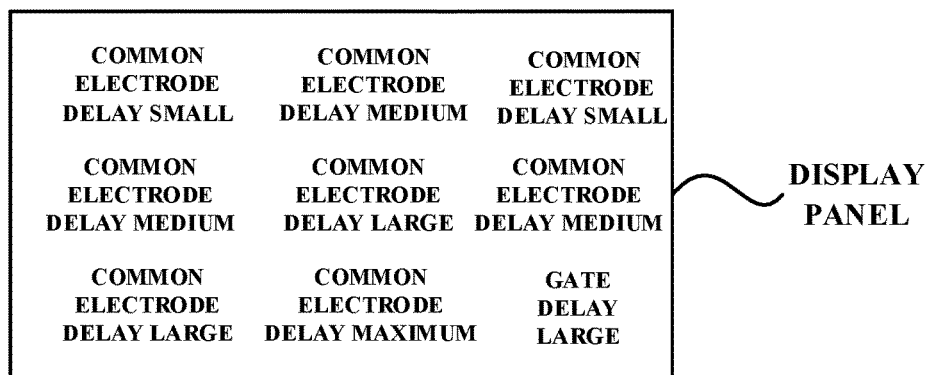 COMMON
ELECTRODE
DELAY SMALL
COMMON
ELECTRODE
DELAY MEDIUM
COMMON
ELECTRODE
DELAY SMALL
COMMON
ELECTRODE
DELAY MEDIUM
COMMON
ELECTRODE
DELAY LARGE
COMMON
ELECTRODE
DELAY MEDIUM
COMMON
ELECTRODE
DELAY LARGE
COMMON
ELECTRODE
DELAY MAXIMUM
GATE
DELAY
LARGE
DISPLAY
PANEL